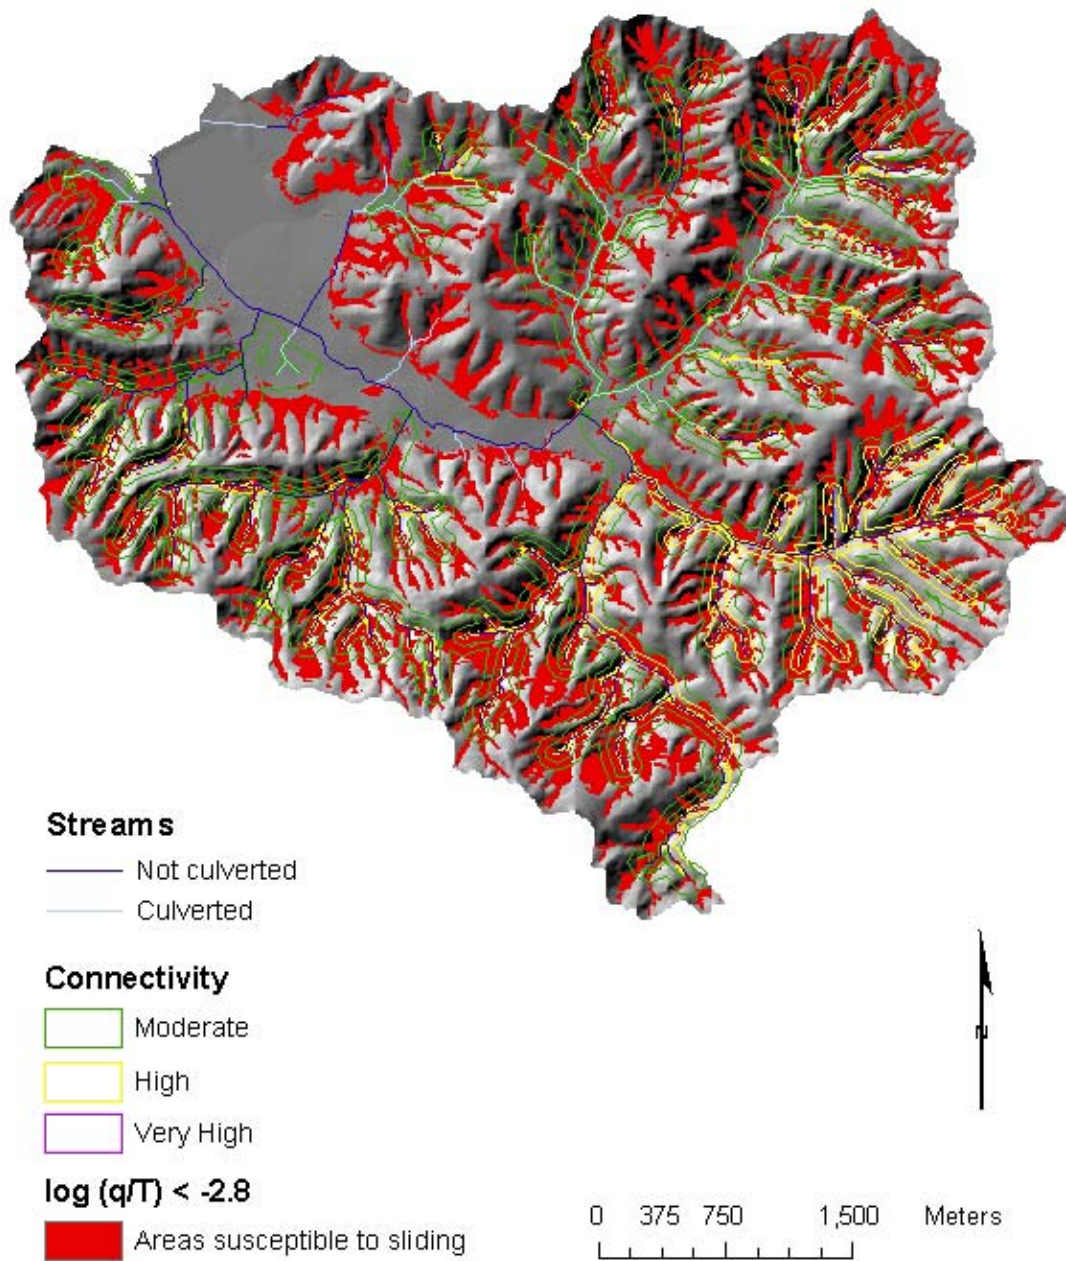 Streams
Not culverted
Culverted
Connectivity
Moderate
High
Very High
log (q/T) < -2.8
Areas susceptible to sliding
0 375 750 1,500 Meters
N